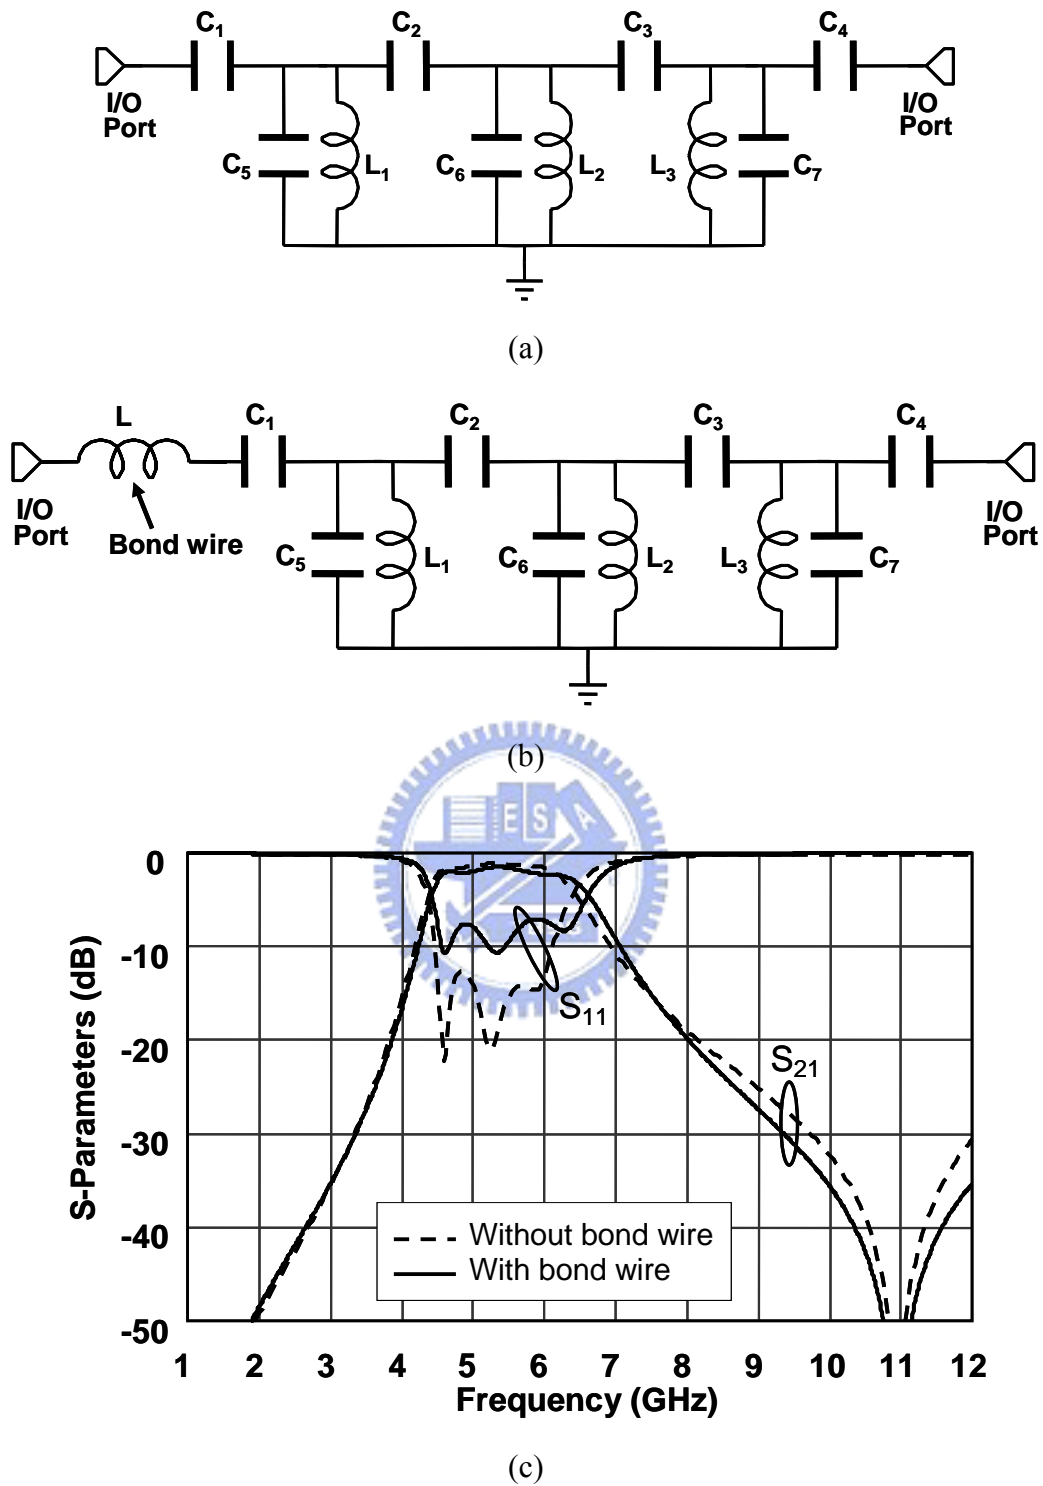 C1 C2 C3 C4
I/O
Port
I/O
Port
C5 L1 C6 L2 L3 C7
(a)
L C1 C2 C3 C4
I/O
Port
Bond wire
I/O
Port
C5 L1 C6 L2 L3 C7
(b)
ESA
S-Parameters (dB)
0
-10
-20
-30
-40
-50
S11
S21
Without bond wire
With bond wire
1 2 3 4 5 6 7 8 9 10 11 12
Frequency (GHz)
(c)